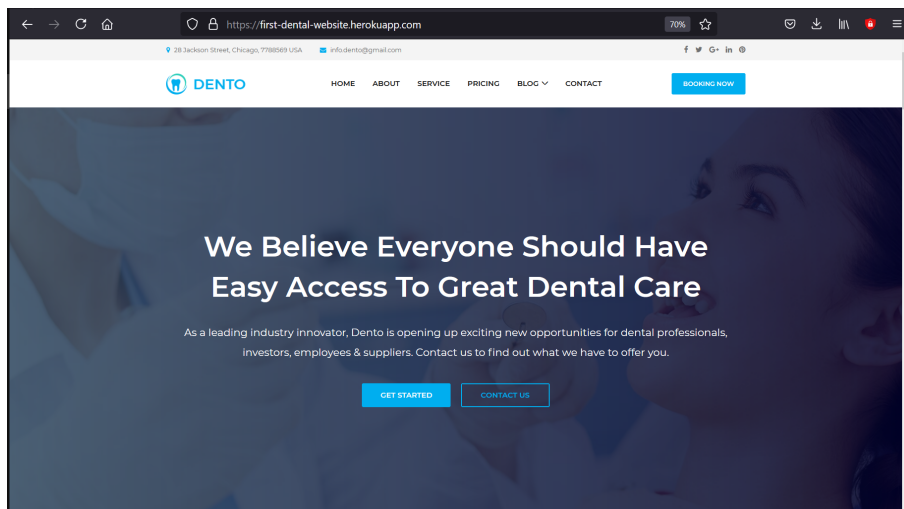 https://first-dental-website.herokuapp.com
70%
28 Jackson Street, Chicago, 7788569 USA
info.dento@gmail.com
G+ in
DENTO
HOME
ABOUT
SERVICE
PRICING
BLOG
CONTACT
BOOKING NOW
We Believe Everyone Should Have
Easy Access To Great Dental Care
As a leading industry innovator, Dento is opening up exciting new opportunities for dental professionals,
investors, employees & suppliers. Contact us to find out what we have to offer you.
GET STARTED
CONTACT US